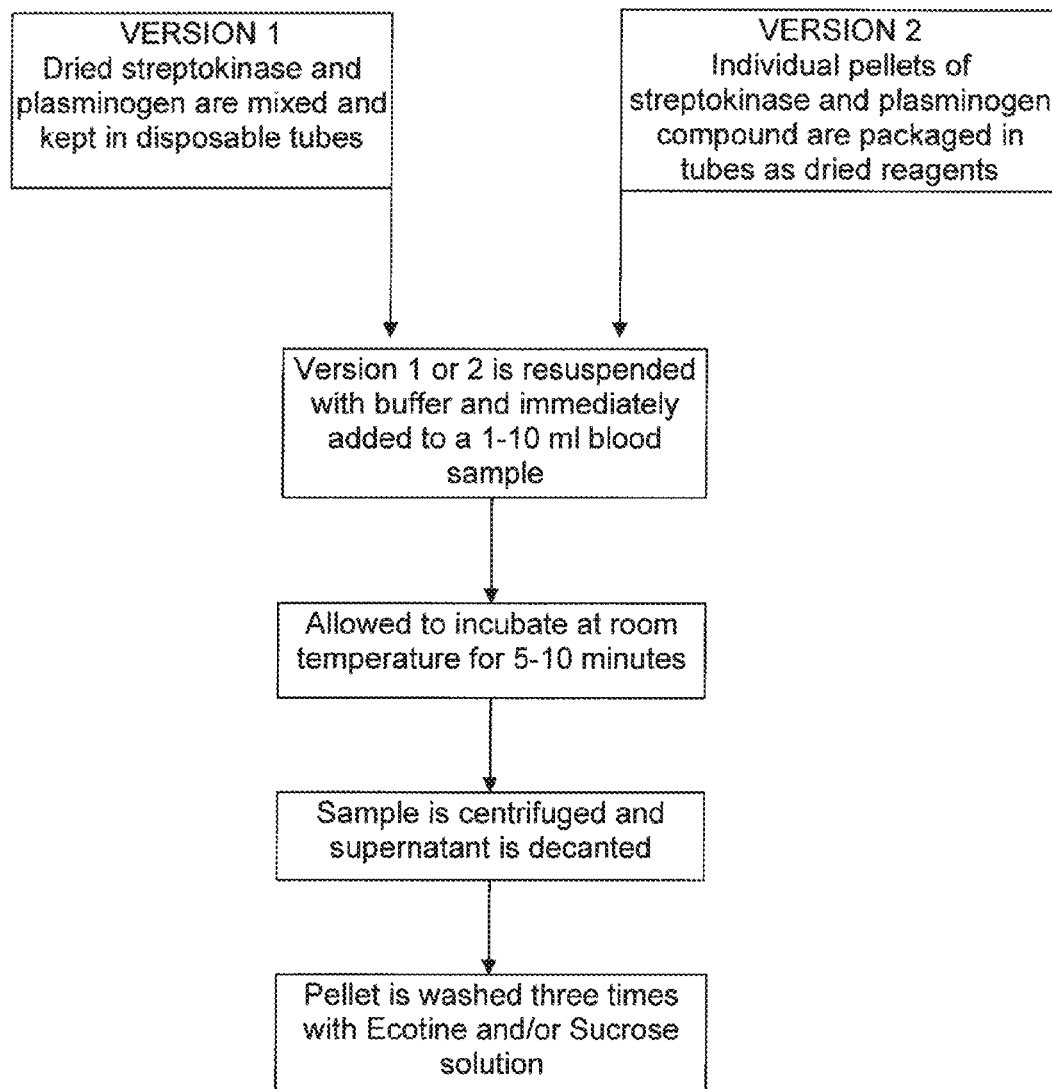 VERSION 1
Dried streptokinase and
plasminogen are mixed and
kept in disposable tubes
VERSION 2
Individual pellets of
streptokinase and plasminogen
compound are packaged in
tubes as dried reagents
Version 1 or 2 is resuspended
with buffer and immediately
added to a 1-10 ml blood
sample
Allowed to incubate at room
temperature for 5-10 minutes
Sample is centrifuged and
supernatant is decanted
Pellet is washed three times
with Ecotine and/or Sucrose
solution